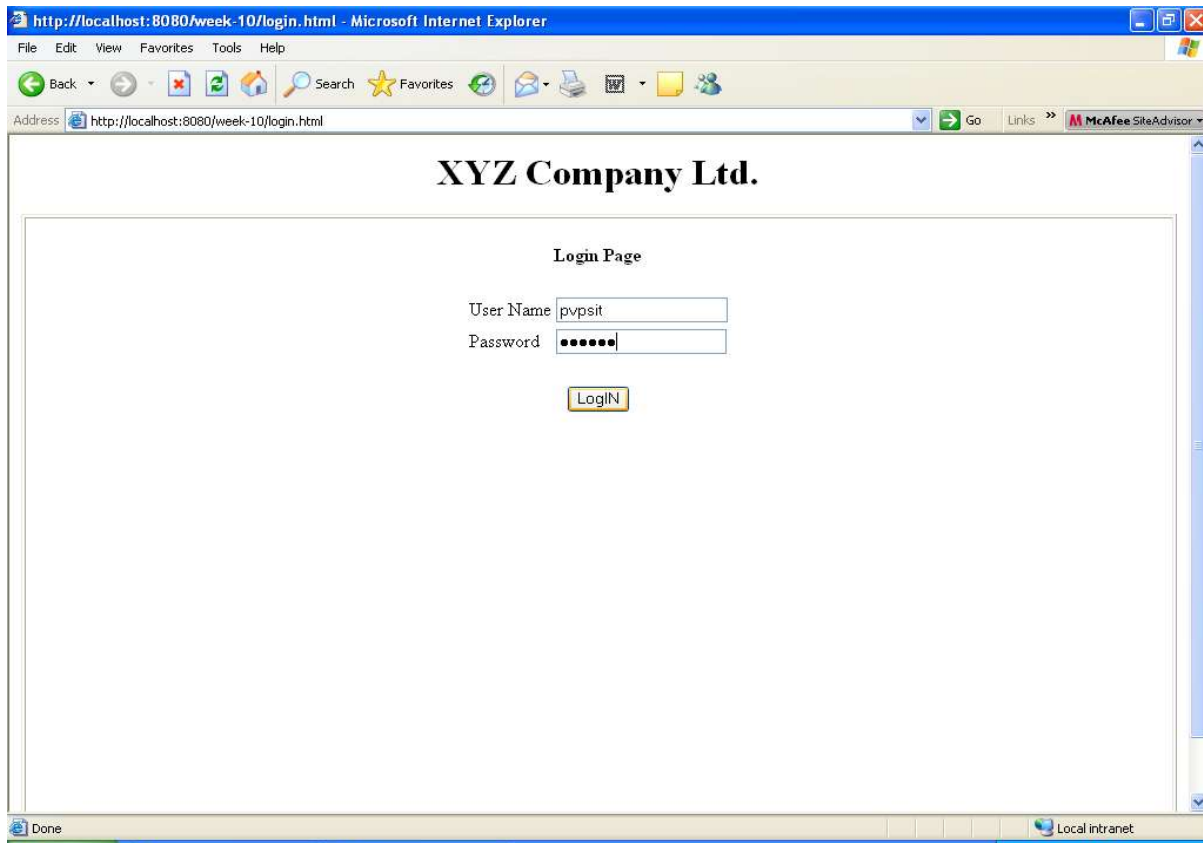 http://localhost:8080/week-10/login.html - Microsoft Internet Explorer
File Edit View Favorites Tools Help
Back Search Favorites W
Address http://localhost:8080/week-10/login.html Go Links » M McAfee SiteAdvisor
XYZ Company Ltd.
Login Page
User Name pvpsit
Password ••••••
LogIN
Done Local intranet